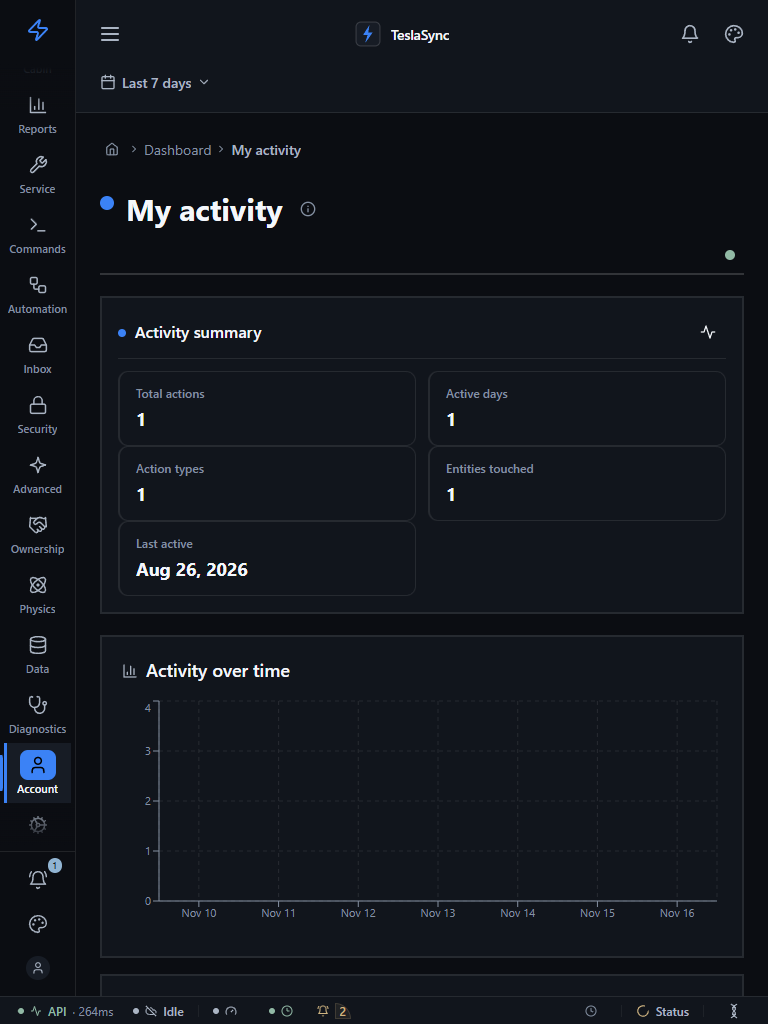 TeslaSync
Last 7 days
Reports
Service
Commands
Automation
Inbox
Security
Advanced
Ownership
Physics
Data
Diagnostics
Account
1
Dashboard
My activity
My activity
Activity summary
Total actions
1
Active days
1
Action types
1
Entities touched
1
Last active
Aug 26, 2026
Activity over time
4
3
2
1
0
Nov 10 Nov 11 Nov 12 Nov 13 Nov 14 Nov 15 Nov 16
API · 264ms Idle 2 Status